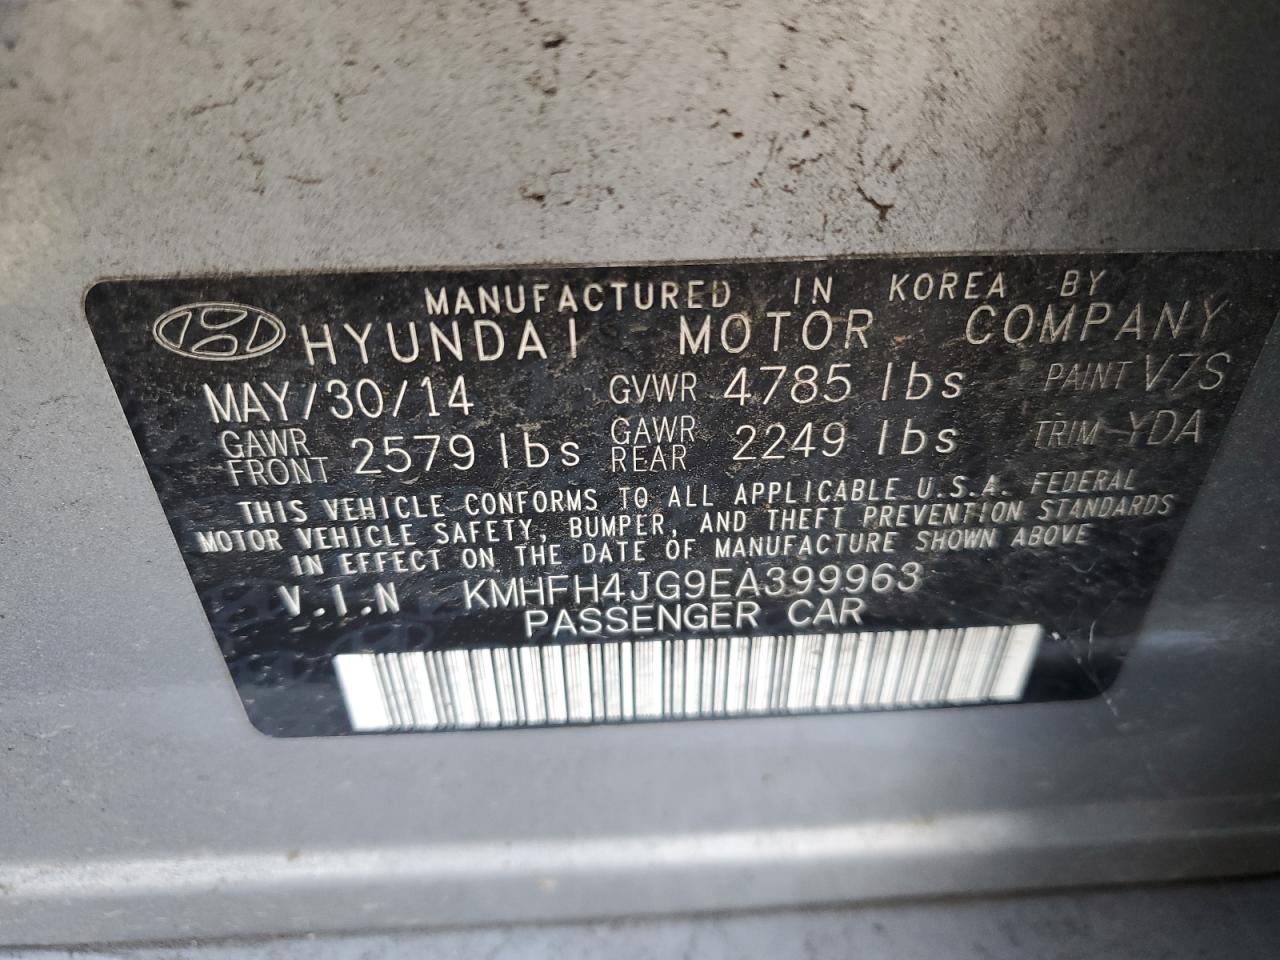 MANUFACTURED IN KOREA BY
HYUNDAI MOTOR COMPANY
MAY/30/14 GVWR 4785 lbs PAINT V7S
GAWR FRONT 2579 lbs GAWR REAR 2249 lbs TRIM YDA
THIS VEHICLE CONFORMS TO ALL APPLICABLE U.S.A. FEDERAL
MOTOR VEHICLE SAFETY, BUMPER, AND THEFT PREVENTION STANDARDS
IN EFFECT ON THE DATE OF MANUFACTURE SHOWN ABOVE
V.I.N KMHFH4JG9EA399963
PASSENGER CAR